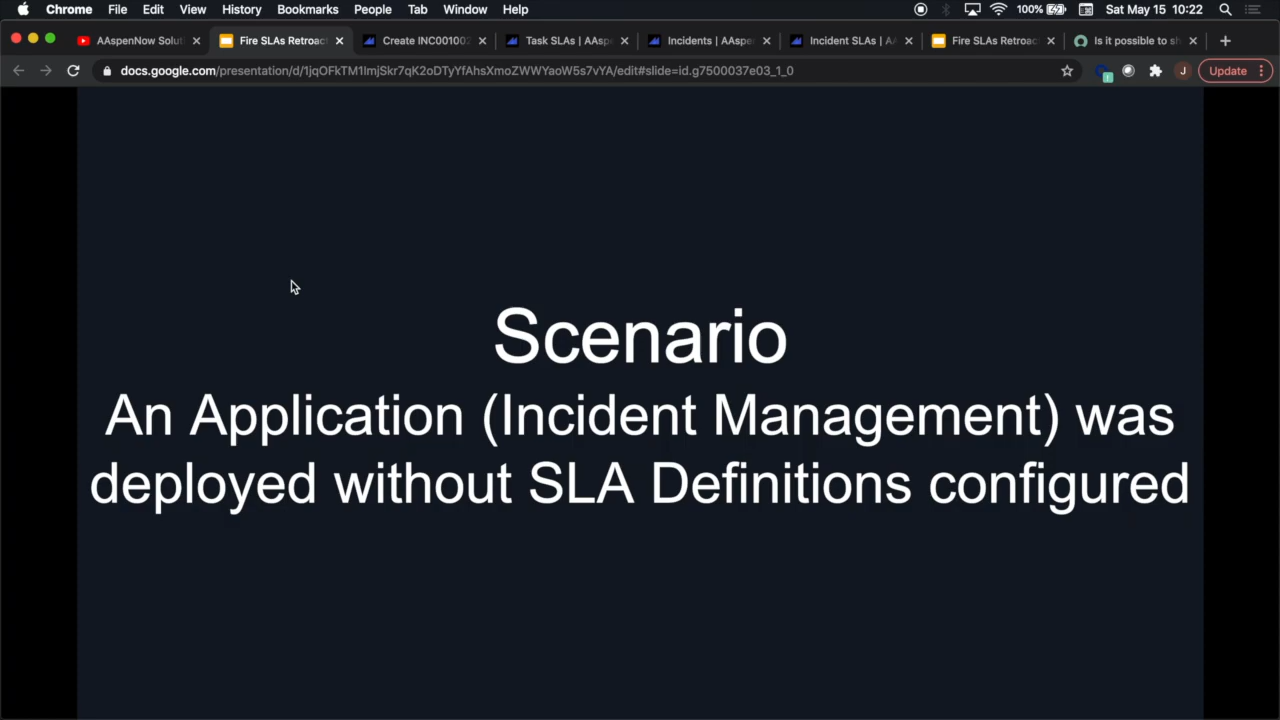 Chrome File Edit View History Bookmarks People Tab Window Help 100% Sat May 15 10:22
AAspenNow Soluti Fire SLAs Retroac Create INC001002 Task SLAs | AAspe Incidents | AAspe Incident SLAs | AA Fire SLAs Retroac Is it possible to sh
docs.google.com/presentation/d/1jqOFkTM1ImjSkr7qK2oDTyYfAhsXmoZWWYaoW5s7vYA/edit#slide=id.g7500037e03_1_0 J Update
Scenario
An Application (Incident Management) was
deployed without SLA Definitions configured